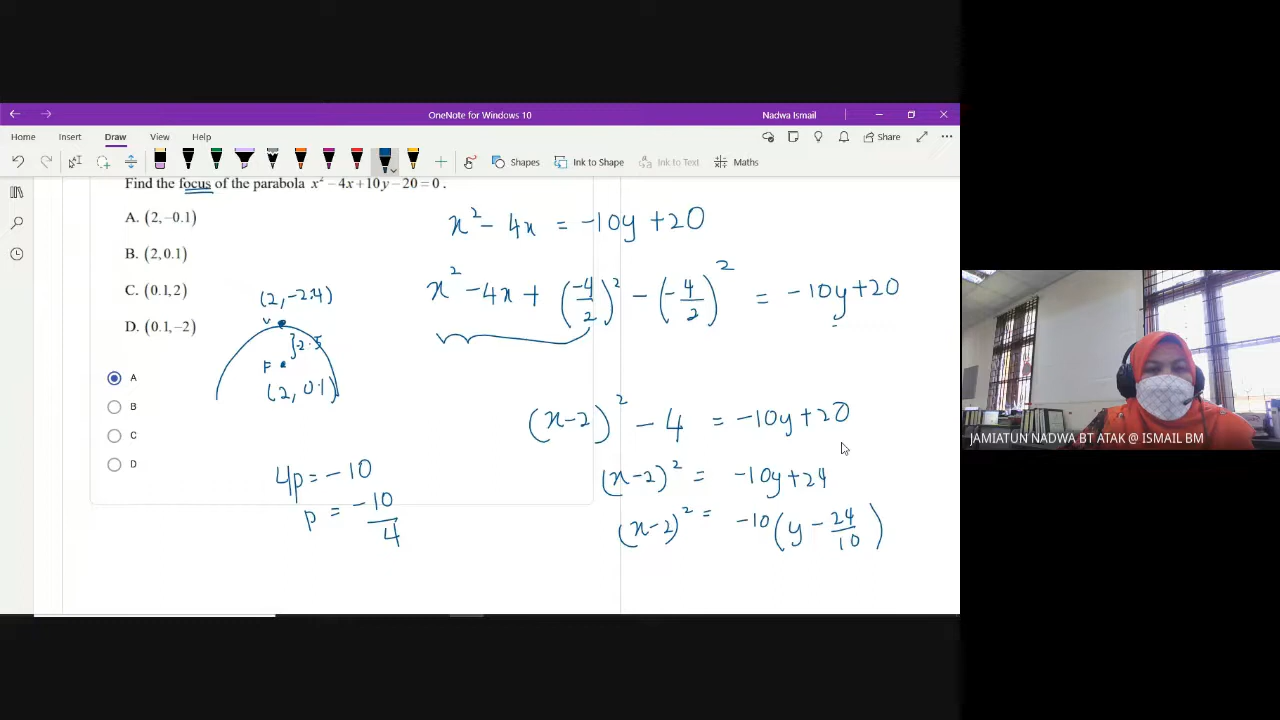 OneNote for Windows 10
Nadwa Ismail
Home Insert Draw View Help
Share
Shapes Ink to Shape Ink to Text Maths
Find the focus of the parabola x² − 4x + 10y − 20 = 0.
A. (2, −0.1)
B. (2, 0.1)
C. (0.1, 2)
D. (0.1, −2)
A
B
C
D
(2, -2.4)
V
}-2.5
F
(2, 0.1)
4p = -10
p = -10/4
x² - 4x = -10y + 20
x² - 4x + (-4/2)² - (-4/2)² = -10y + 20
(x-2)² - 4 = -10y + 20
(x-2)² = -10y + 24
(x-2)² = -10(y - 24/10)
JAMIATUN NADWA BT ATAK @ ISMAIL BM